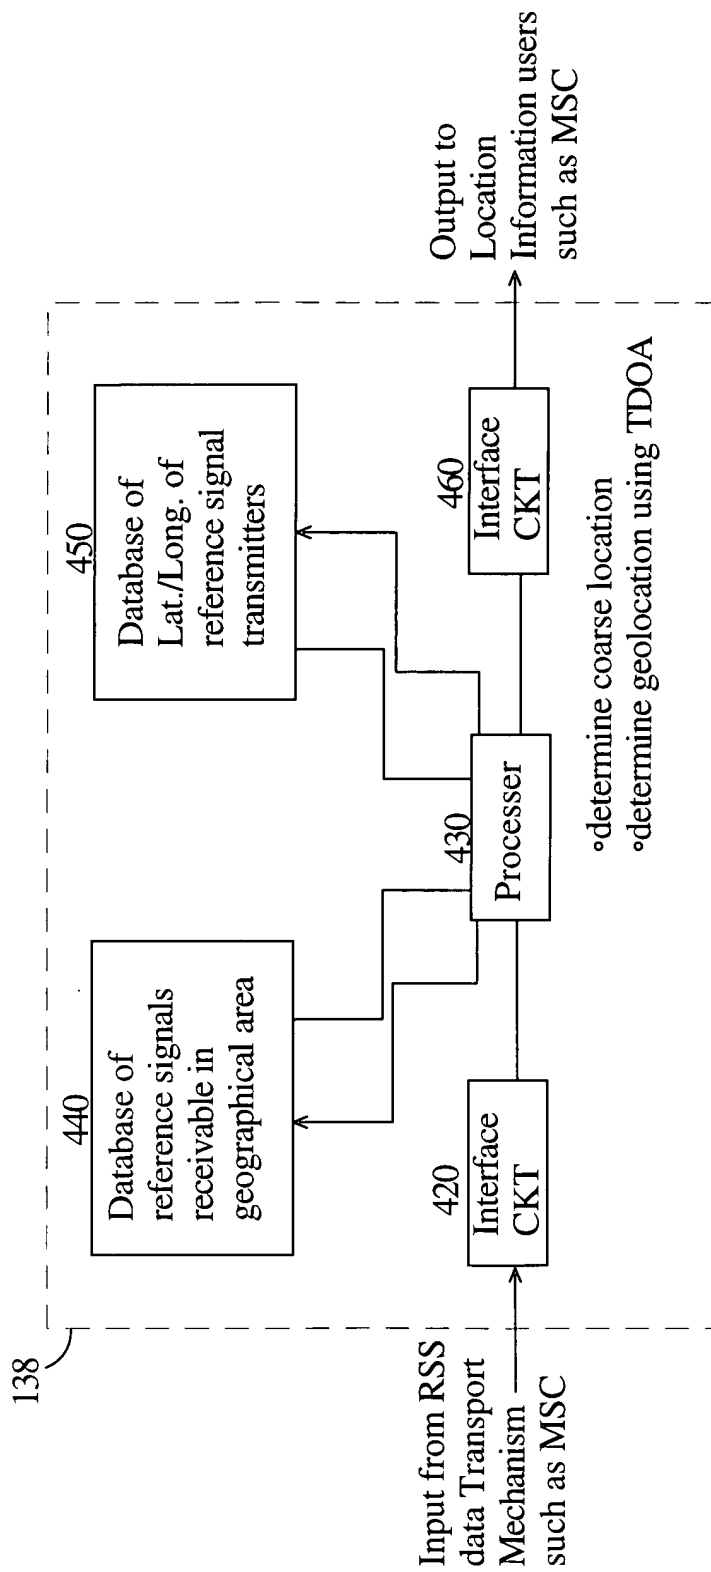 138
440
Database of
reference signals
receivable in
geographical area
450
Database of
Lat./Long. of
reference signal
transmitters
Input from RSS
data Transport
Mechanism
such as MSC
420
Interface
CKT
430
Processer
460
Interface
CKT
Output to
Location
Information users
such as MSC
°determine coarse location
°determine geolocation using TDOA